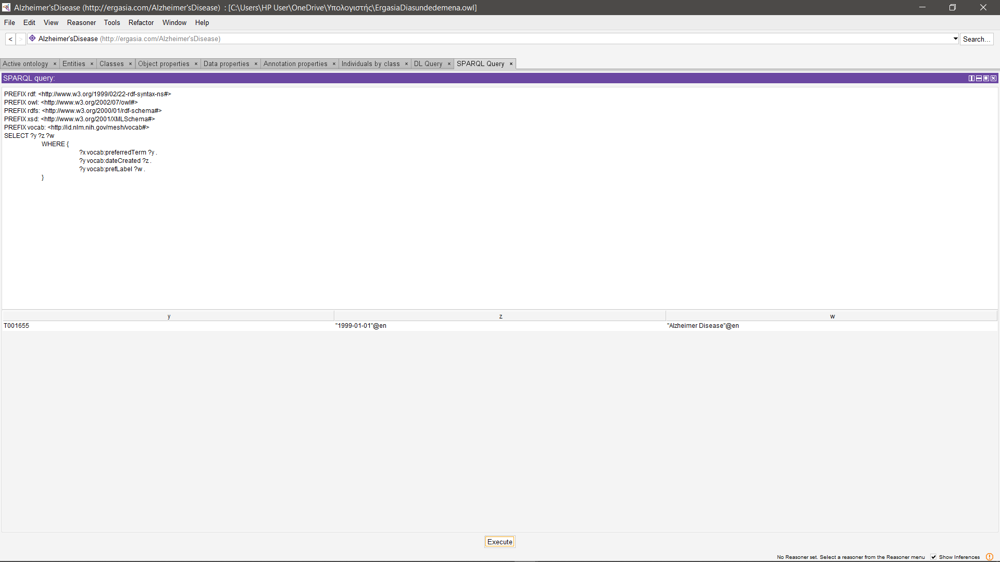 Alzheimer'sDisease (http://ergasia.com/Alzheimer'sDisease)  : [C:\Users\HP User\OneDrive\Υπολογιστής\ErgasiaDiasundedemena.owl]
File Edit View Reasoner Tools Refactor Window Help
< > Alzheimer'sDisease (http://ergasia.com/Alzheimer'sDisease) Search...
Active ontology × Entities × Classes × Object properties × Data properties × Annotation properties × Individuals by class × DL Query × SPARQL Query ×
SPARQL query:
PREFIX rdf: <http://www.w3.org/1999/02/22-rdf-syntax-ns#>
PREFIX owl: <http://www.w3.org/2002/07/owl#>
PREFIX rdfs: <http://www.w3.org/2000/01/rdf-schema#>
PREFIX xsd: <http://www.w3.org/2001/XMLSchema#>
PREFIX vocab: <http://id.nlm.nih.gov/mesh/vocab#>
SELECT ?y ?z ?w
WHERE {
?x vocab:preferredTerm ?y .
?y vocab:dateCreated ?z .
?y vocab:prefLabel ?w .
}
y z w
T001655 "1999-01-01"@en "Alzheimer Disease"@en
Execute
No Reasoner set. Select a reasoner from the Reasoner menu Show Inferences